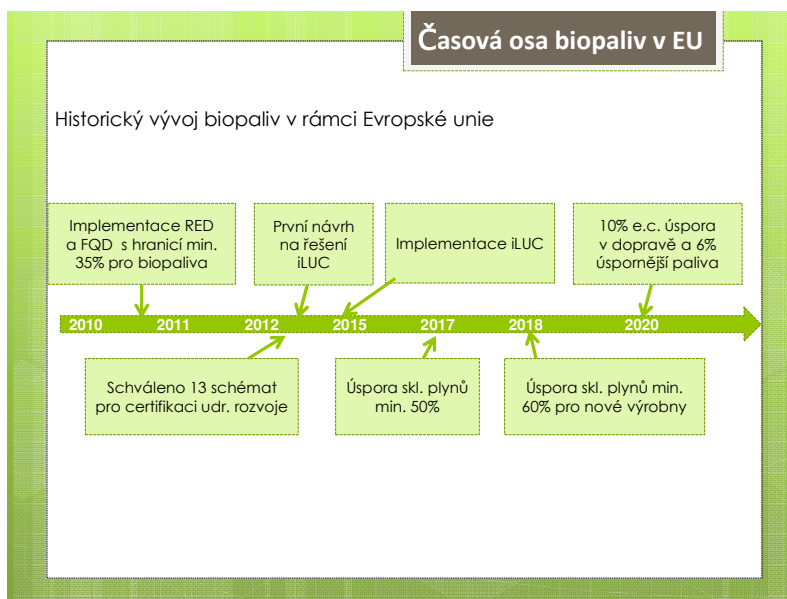 Časová osa biopaliv v EU
Historický vývoj biopaliv v rámci Evropské unie
Implementace RED
a FQD s hranicí min.
35% pro biopaliva
První návrh
na řešení
iLUC
Implementace iLUC
10% e.c. úspora
v dopravě a 6%
úspornější paliva
2010 2011 2012 2015 2017 2018 2020
Schváleno 13 schémat
pro certifikaci udr. rozvoje
Úspora skl. plynů
min. 50%
Úspora skl. plynů min.
60% pro nové výrobny